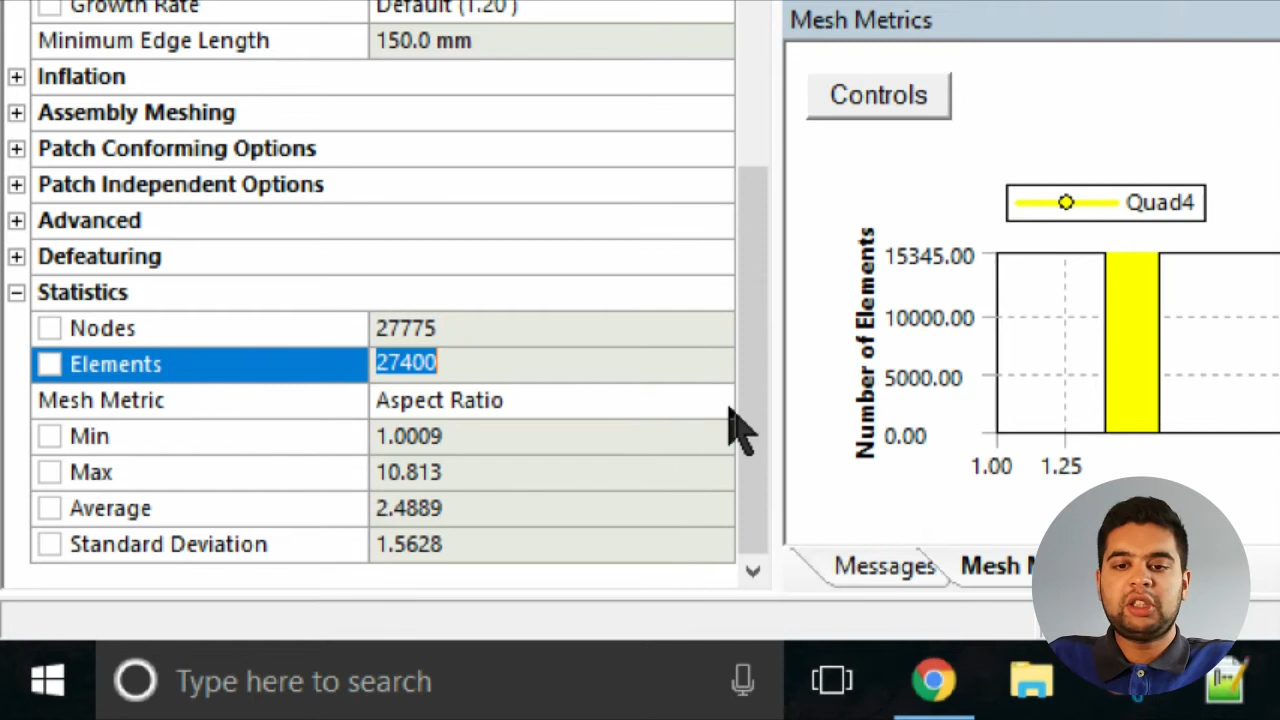 Growth Rate Default (1.20 )
Minimum Edge Length 150.0 mm
Inflation
Assembly Meshing
Patch Conforming Options
Patch Independent Options
Advanced
Defeaturing
Statistics
Nodes 27775
Elements 27400
Mesh Metric Aspect Ratio
Min 1.0009
Max 10.813
Average 2.4889
Standard Deviation 1.5628
Mesh Metrics
Controls
Quad4
Number of Elements
15345.00
10000.00
5000.00
0.00
1.00 1.25
Messages Mesh
Type here to search